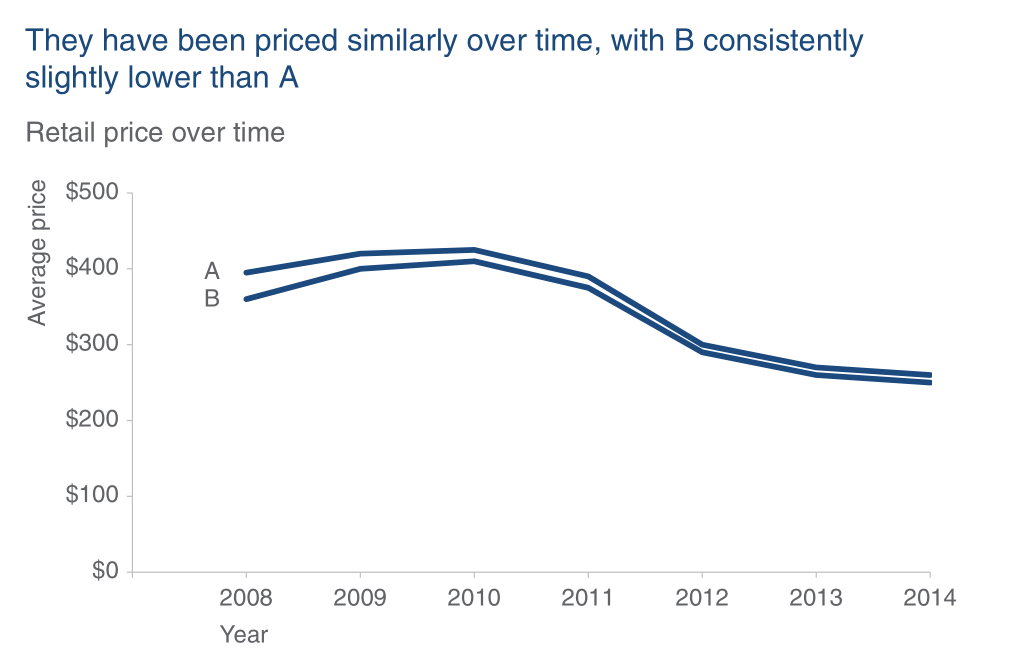 They have been priced similarly over time, with B consistently
slightly lower than A
Retail price over time
Average price
$500
$400
$300
$200
$100
$0
A
B
2008 2009 2010 2011 2012 2013 2014
Year